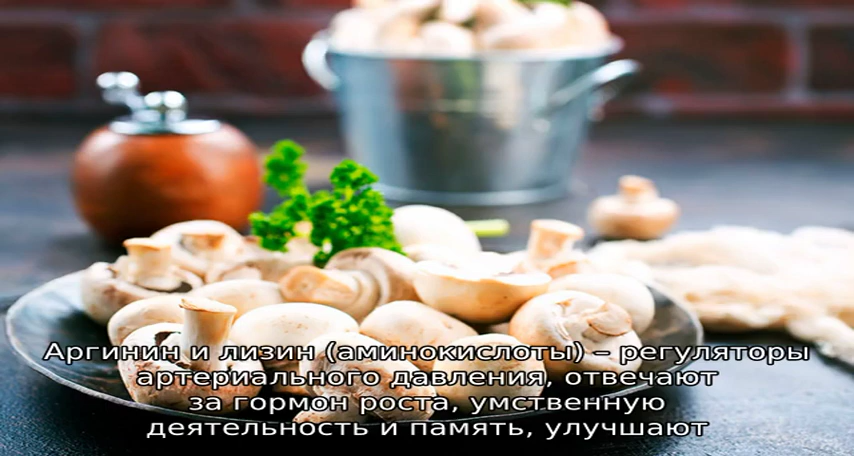 Аргинин и лизин (аминокислоты) – регуляторы
артериального давления, отвечают
за гормон роста, умственную
деятельность и память, улучшают